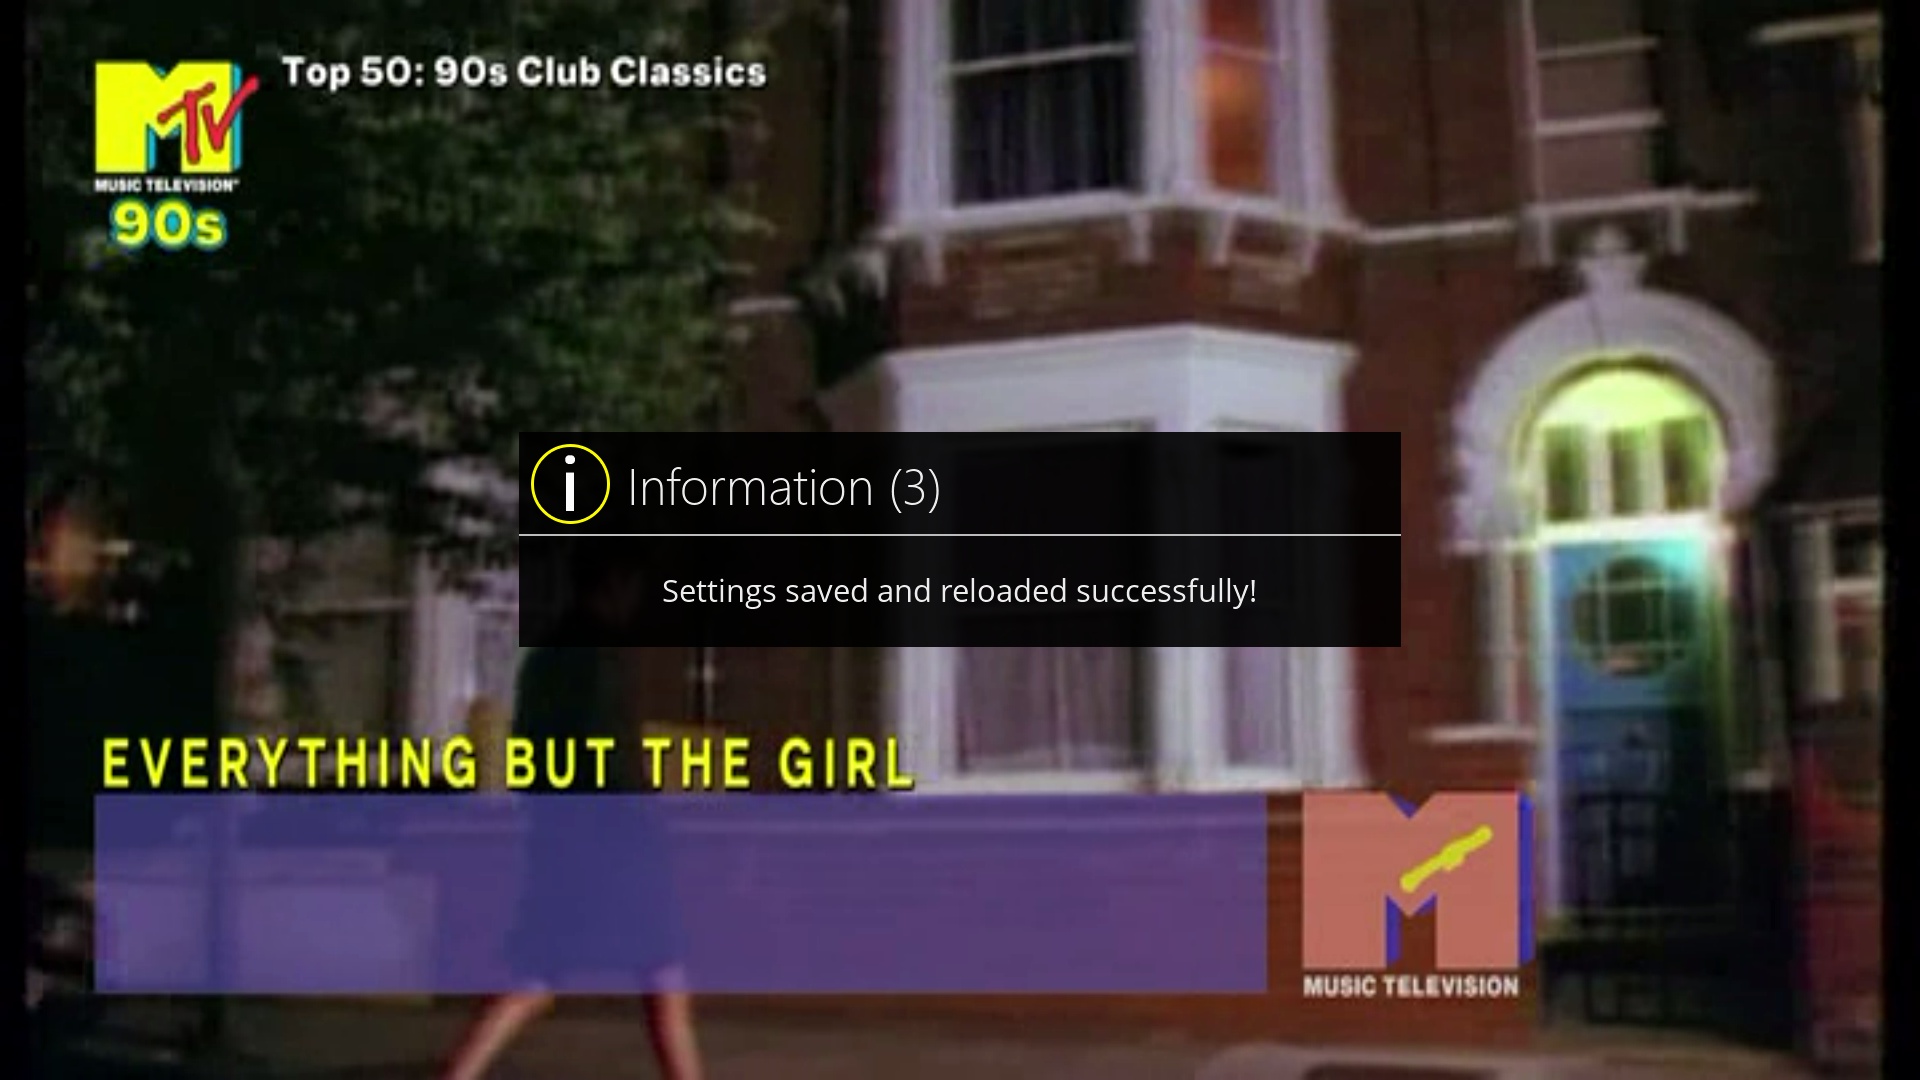 Top 50: 90s Club Classics
MTV
MUSIC TELEVISION
90s
Information (3)
Settings saved and reloaded successfully!
EVERYTHING BUT THE GIRL
M
MUSIC TELEVISION